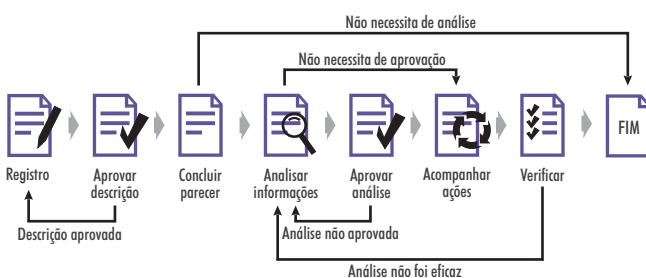 Não necessita de análise
Não necessita de aprovação
FIM
Registro
Aprovar
descrição
Concluir
parecer
Analisar
informações
Aprovar
análise
Acompanhar
ações
Verificar
Descrição aprovada
Análise não aprovada
Análise não foi eficaz